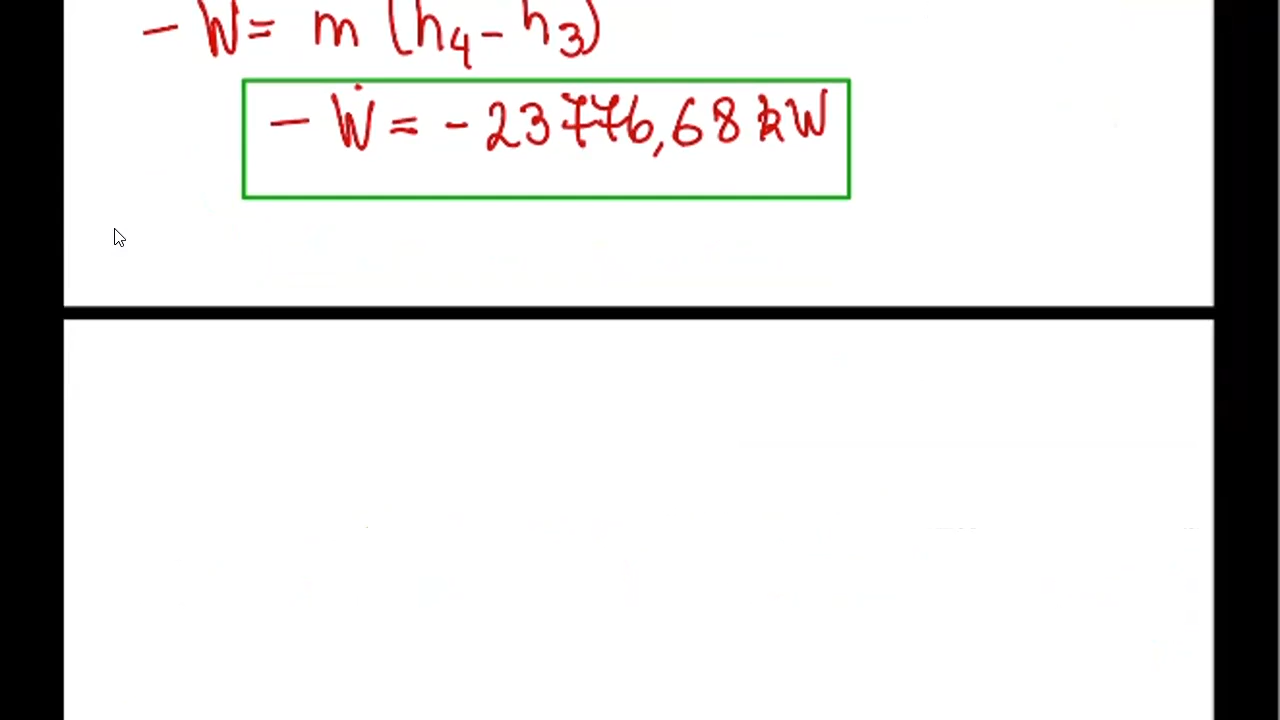 - Ẇ = m (h₄ - h₃)
- Ẇ = - 23776,68 kW